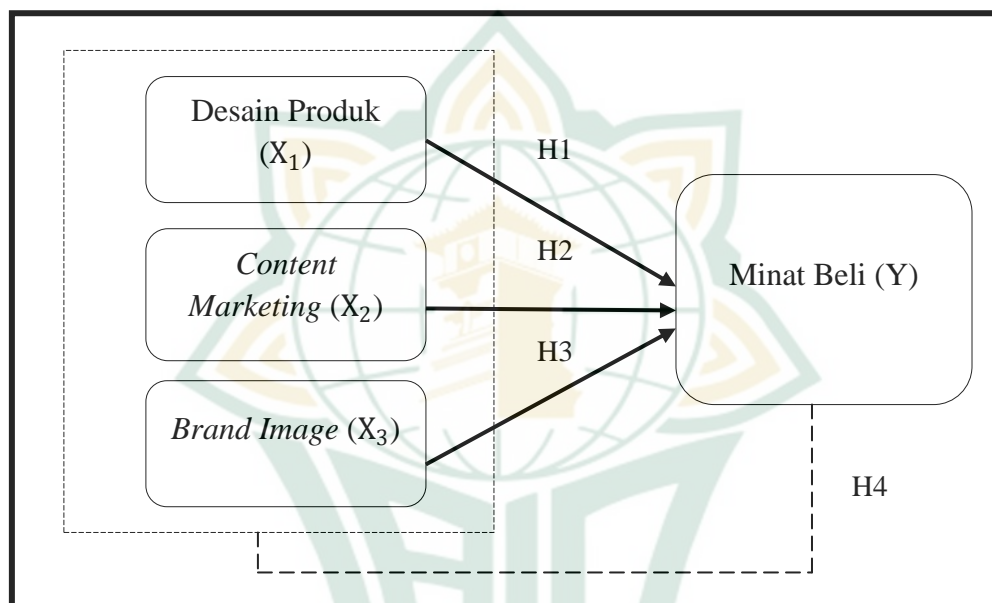 Desain Produk
(X₁)
H1
Content
Marketing (X₂)
H2
Minat Beli (Y)
H3
Brand Image (X₃)
H4